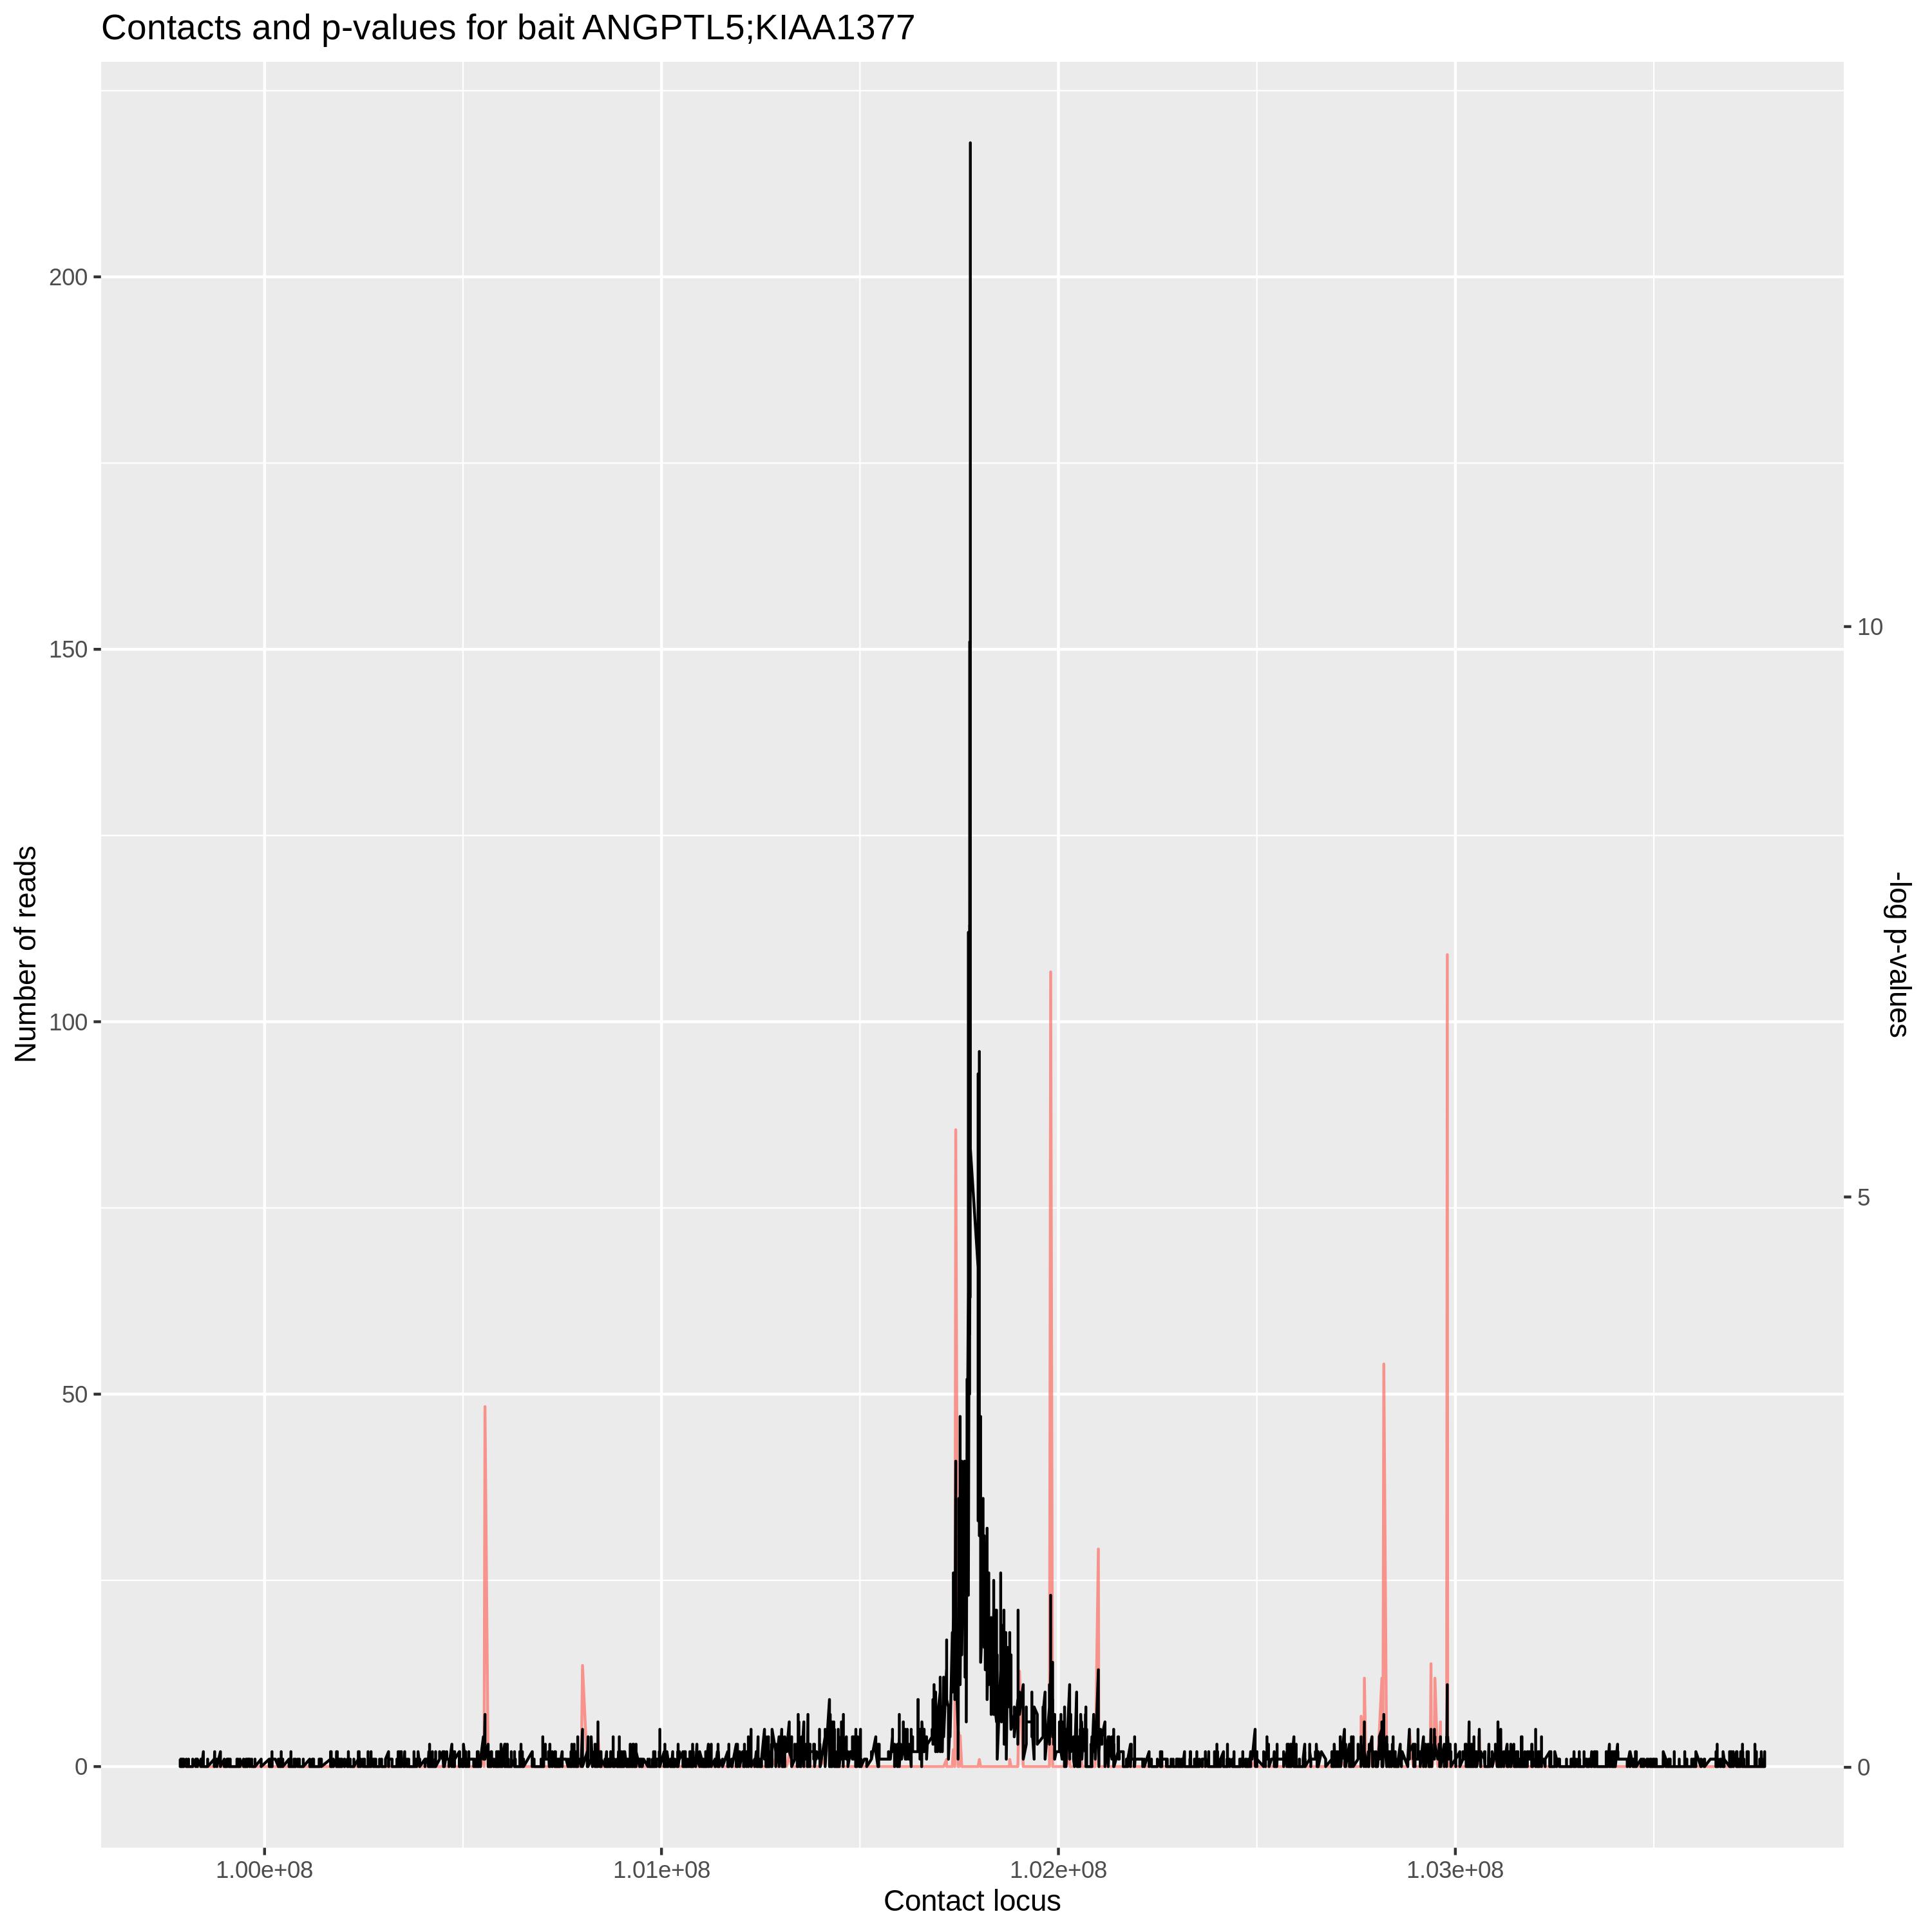 Contacts and p-values for bait ANGPTL5;KIAA1377
200
150
100
50
0
Number of reads
10
5
0
-log p-values
1.00e+08
1.01e+08
1.02e+08
1.03e+08
Contact locus